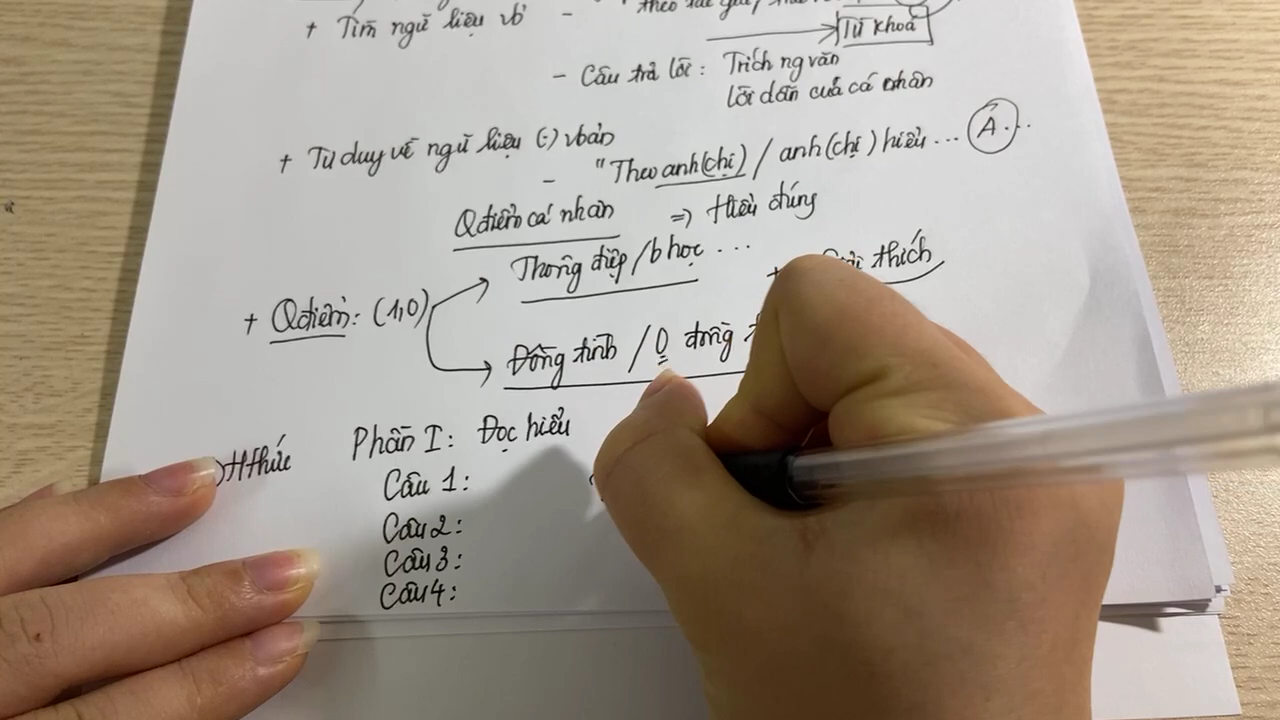 + Tìm ngữ liệu vb -
Từ khoá
- Câu trả lời: Trích ng văn
lời dẫn của cá nhân
+ Tư duy về ngữ liệu (-) vbản
- "Theo anh(chị) / anh(chị) hiểu ... A...
Qđiểm cá nhân => Hiểu đúng
Thông điệp / b học ... + thích
+ Qđiểm: (1,0)
Đồng tình / 0 đồng
Hthức Phần I: Đọc hiểu
Câu 1:
Câu 2:
Câu 3:
Câu 4: